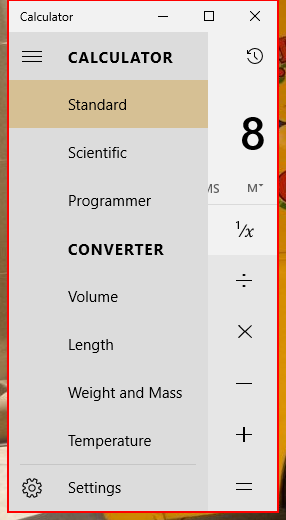 Calculator
CALCULATOR
Standard
8
Scientific
MS M
Programmer
1/x
CONVERTER
÷
Volume
×
Length
−
Weight and Mass
+
Temperature
=
Settings